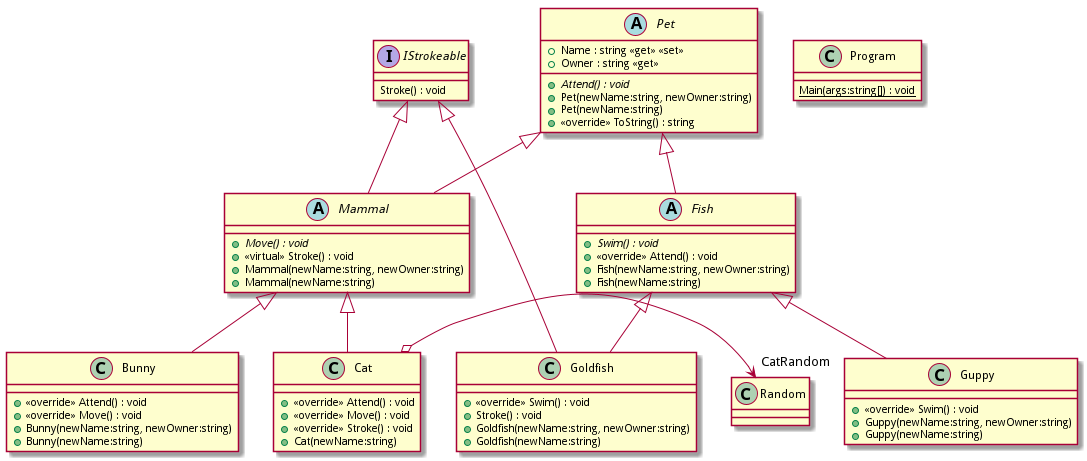 I IStrokeable
Stroke() : void
A Pet
Name : string «get» «set»
Owner : string «get»
Attend() : void
Pet(newName:string, newOwner:string)
Pet(newName:string)
«override» ToString() : string
C Program
Main(args:string[]) : void
A Mammal
Move() : void
«virtual» Stroke() : void
Mammal(newName:string, newOwner:string)
Mammal(newName:string)
A Fish
Swim() : void
«override» Attend() : void
Fish(newName:string, newOwner:string)
Fish(newName:string)
C Bunny
«override» Attend() : void
«override» Move() : void
Bunny(newName:string, newOwner:string)
Bunny(newName:string)
C Cat
«override» Attend() : void
«override» Move() : void
«override» Stroke() : void
Cat(newName:string)
C Goldfish
«override» Swim() : void
Stroke() : void
Goldfish(newName:string, newOwner:string)
Goldfish(newName:string)
CatRandom
C Random
C Guppy
«override» Swim() : void
Guppy(newName:string, newOwner:string)
Guppy(newName:string)